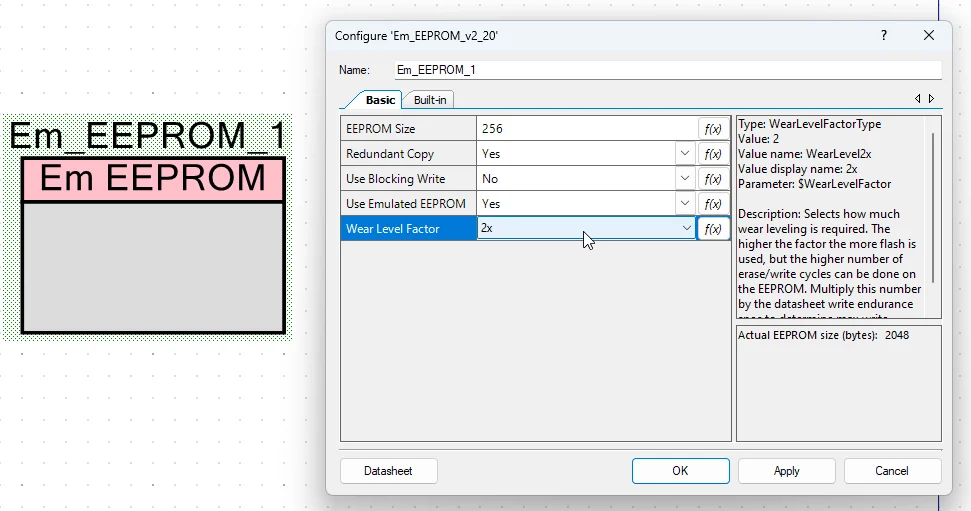 Em_EEPROM_1
Em EEPROM
Configure 'Em_EEPROM_v2_20'
?
Name: Em_EEPROM_1
Basic Built-in
EEPROM Size 256 f(x)
Redundant Copy Yes f(x)
Use Blocking Write No f(x)
Use Emulated EEPROM Yes f(x)
Wear Level Factor 2x f(x)
Type: WearLevelFactorType
Value: 2
Value name: WearLevel2x
Value display name: 2x
Parameter: $WearLevelFactor
Description: Selects how much
wear leveling is required. The
higher the factor the more flash is
used, but the higher number of
erase/write cycles can be done on
the EEPROM. Multiply this number
by the datasheet write endurance
Actual EEPROM size (bytes): 2048
Datasheet OK Apply Cancel